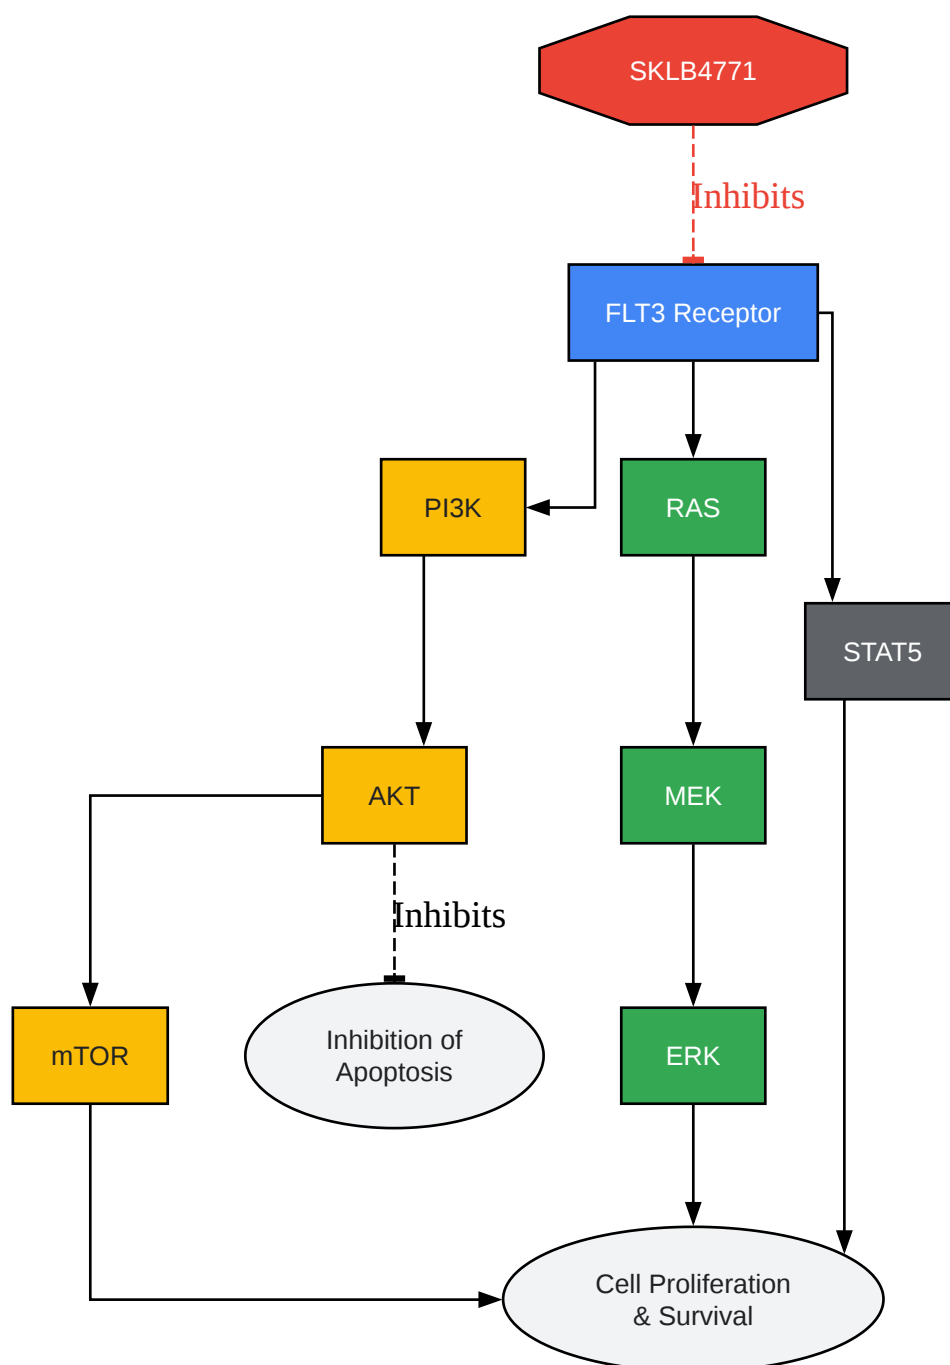 SKLB4771
Inhibits
FLT3 Receptor
PI3K
RAS
STAT5
AKT
MEK
Inhibits
mTOR
Inhibition of
Apoptosis
ERK
Cell Proliferation
& Survival